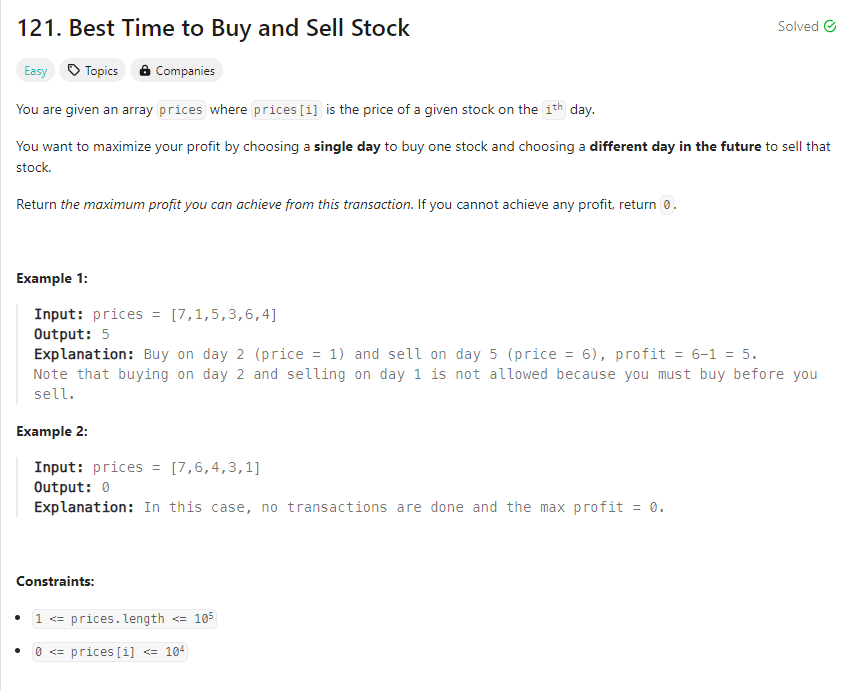 121. Best Time to Buy and Sell Stock
Solved
Easy
Topics
Companies
You are given an array prices where prices[i] is the price of a given stock on the ith day.
You want to maximize your profit by choosing a single day to buy one stock and choosing a different day in the future to sell that
stock.
Return the maximum profit you can achieve from this transaction. If you cannot achieve any profit, return 0.
Example 1:
Input: prices = [7,1,5,3,6,4]
Output: 5
Explanation: Buy on day 2 (price = 1) and sell on day 5 (price = 6), profit = 6-1 = 5.
Note that buying on day 2 and selling on day 1 is not allowed because you must buy before you
sell.
Example 2:
Input: prices = [7,6,4,3,1]
Output: 0
Explanation: In this case, no transactions are done and the max profit = 0.
Constraints:
• 1 <= prices.length <= 10⁵
• 0 <= prices[i] <= 10⁴